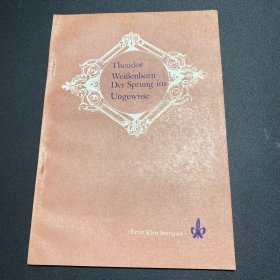 Theodor
Weißenborn
Der Sprung ins
Ungewisse
Ernst Klett Stuttgart